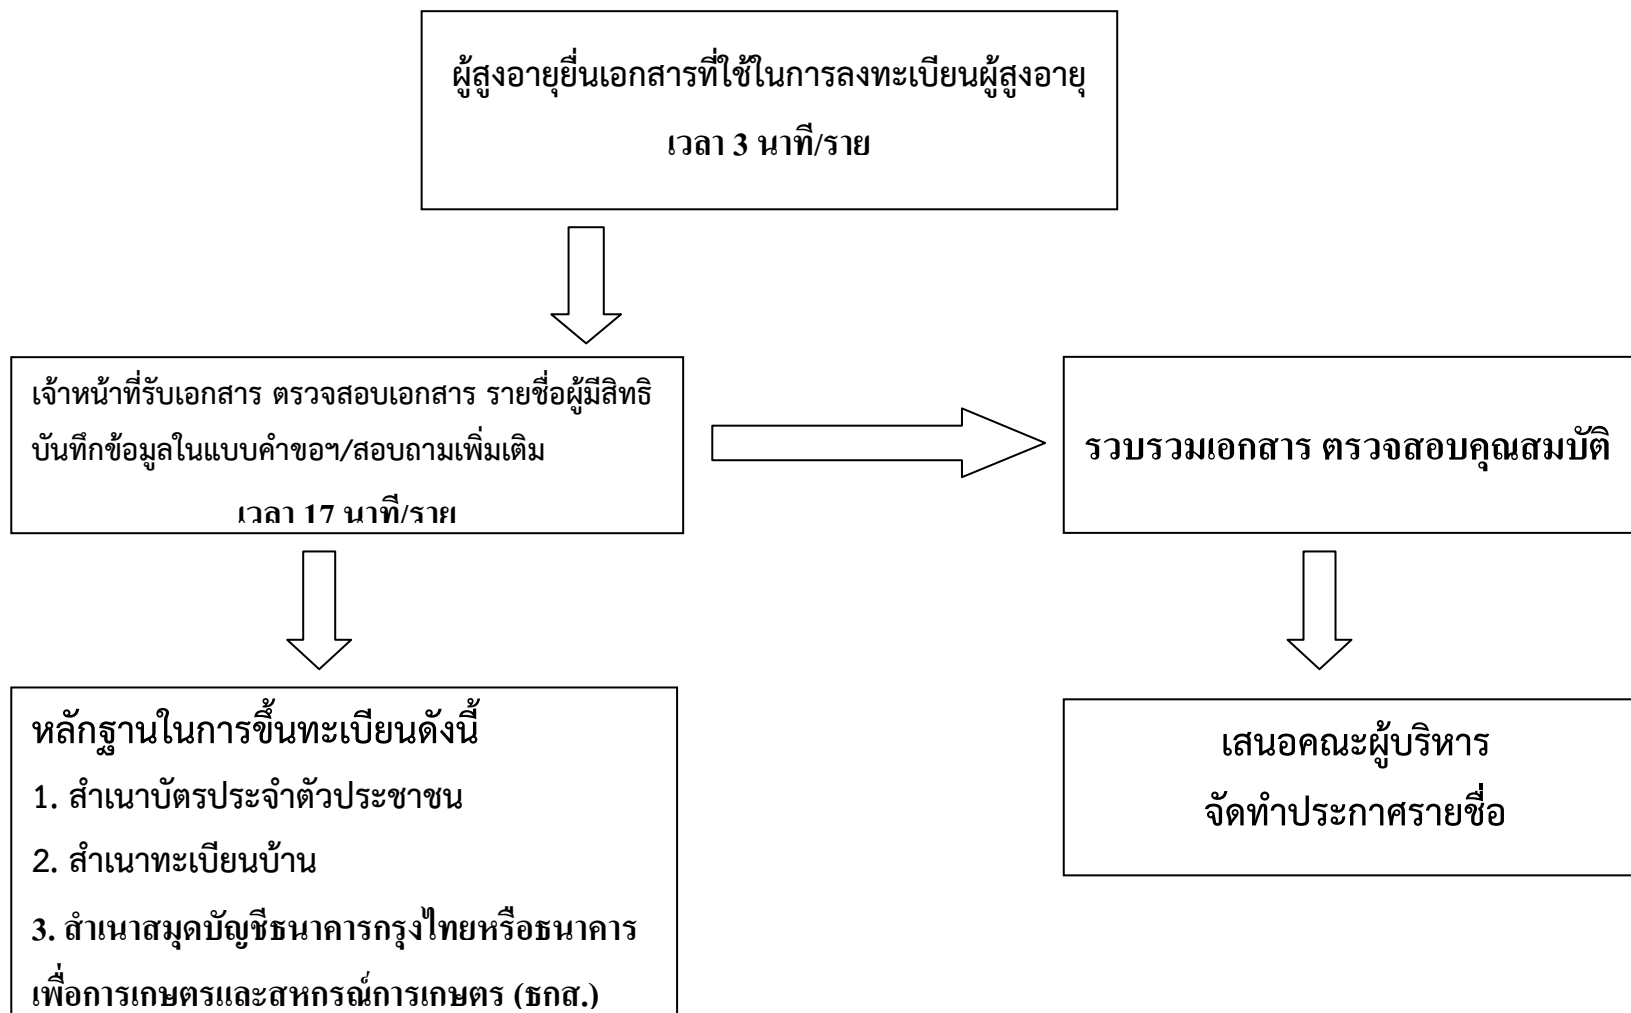 ผู้สูงอายุยื่นเอกสารที่ใช้ในการลงทะเบียนผู้สูงอายุ
เวลา 3 นาที/ราย
เจ้าหน้าที่รับเอกสาร ตรวจสอบเอกสาร รายชื่อผู้มีสิทธิ
บันทึกข้อมูลในแบบคำขอฯ/สอบถามเพิ่มเติม
เวลา 17 นาที/ราย
รวบรวมเอกสาร ตรวจสอบคุณสมบัติ
หลักฐานในการขึ้นทะเบียนดังนี้
1. สำเนาบัตรประจำตัวประชาชน
2. สำเนาทะเบียนบ้าน
3. สำเนาสมุดบัญชีธนาคารกรุงไทยหรือธนาคาร
เพื่อการเกษตรและสหกรณ์การเกษตร (ธกส.)
เสนอคณะผู้บริหาร
จัดทำประกาศรายชื่อ